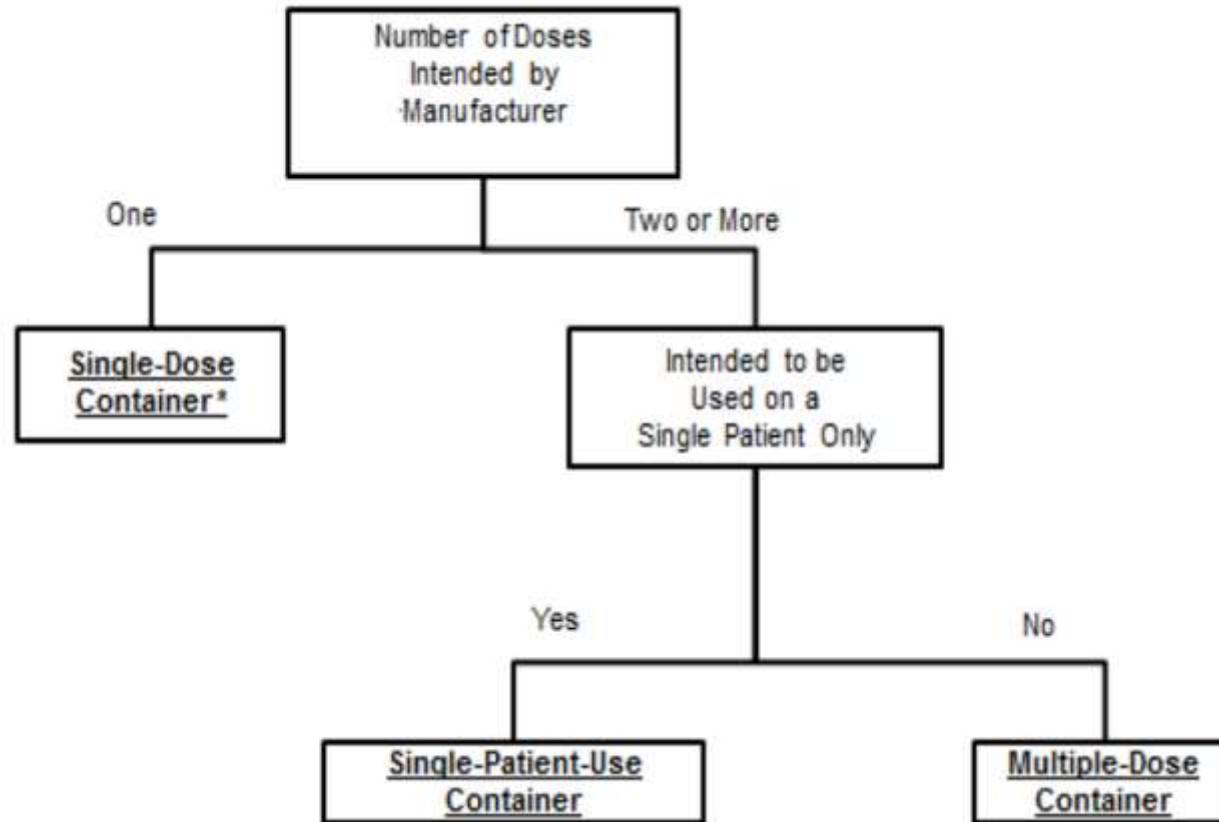 Number of Doses
Intended by
·Manufacturer
One
Two or More
Single-Dose
Container*
Intended to be
Used on a
Single Patient Only
Yes
No
Single-Patient-Use
Container
Multiple-Dose
Container